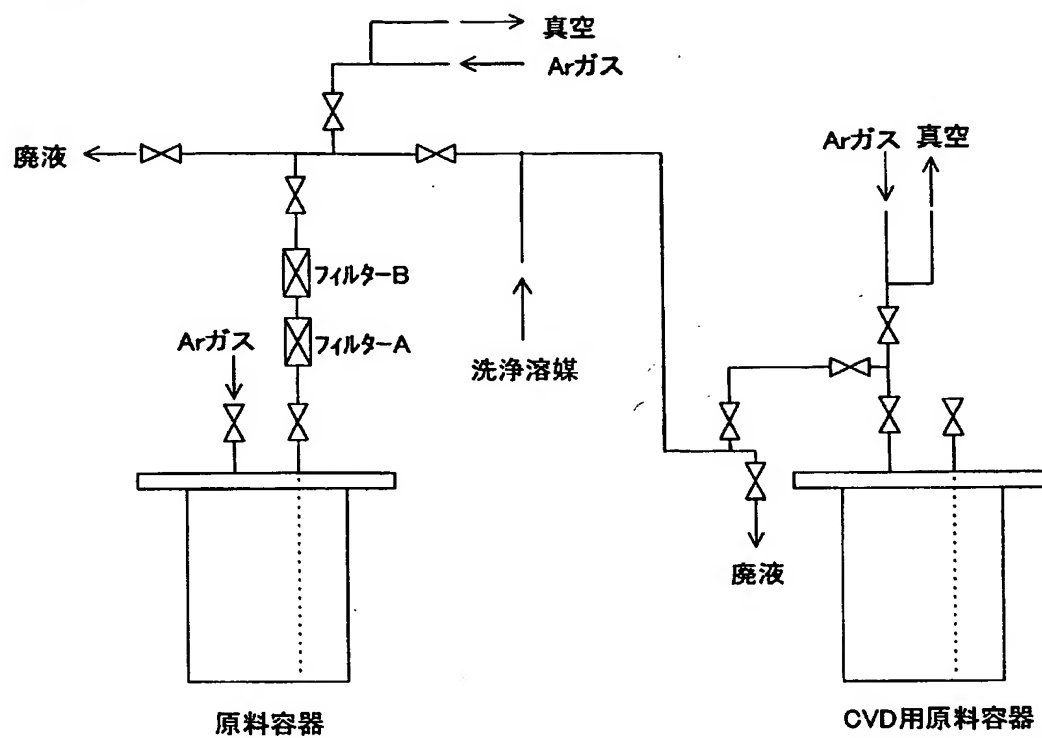 真空
Arガス
廃液
Arガス
真空
フィルターB
Arガス
フィルターA
洗浄溶媒
廃液
原料容器
CVD用原料容器